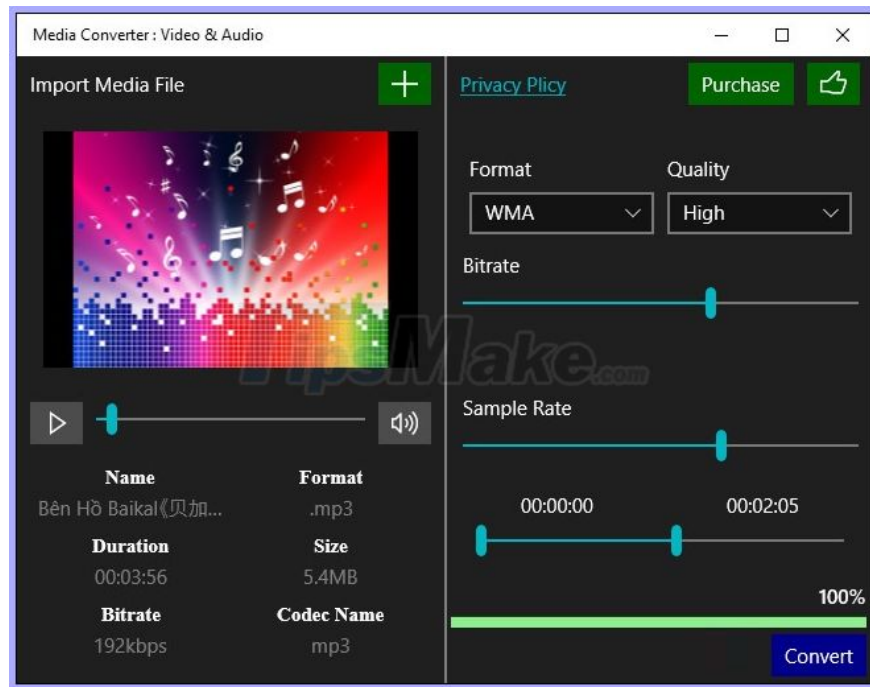 Media Converter : Video & Audio
Import Media File
Privacy Plicy
Purchase
Format
Quality
WMA
High
Bitrate
TipsMake.com
Sample Rate
00:00:00
00:02:05
Name
Format
Bên Hồ Baikal《贝加...
.mp3
Duration
Size
00:03:56
5.4MB
Bitrate
Codec Name
192kbps
mp3
100%
Convert